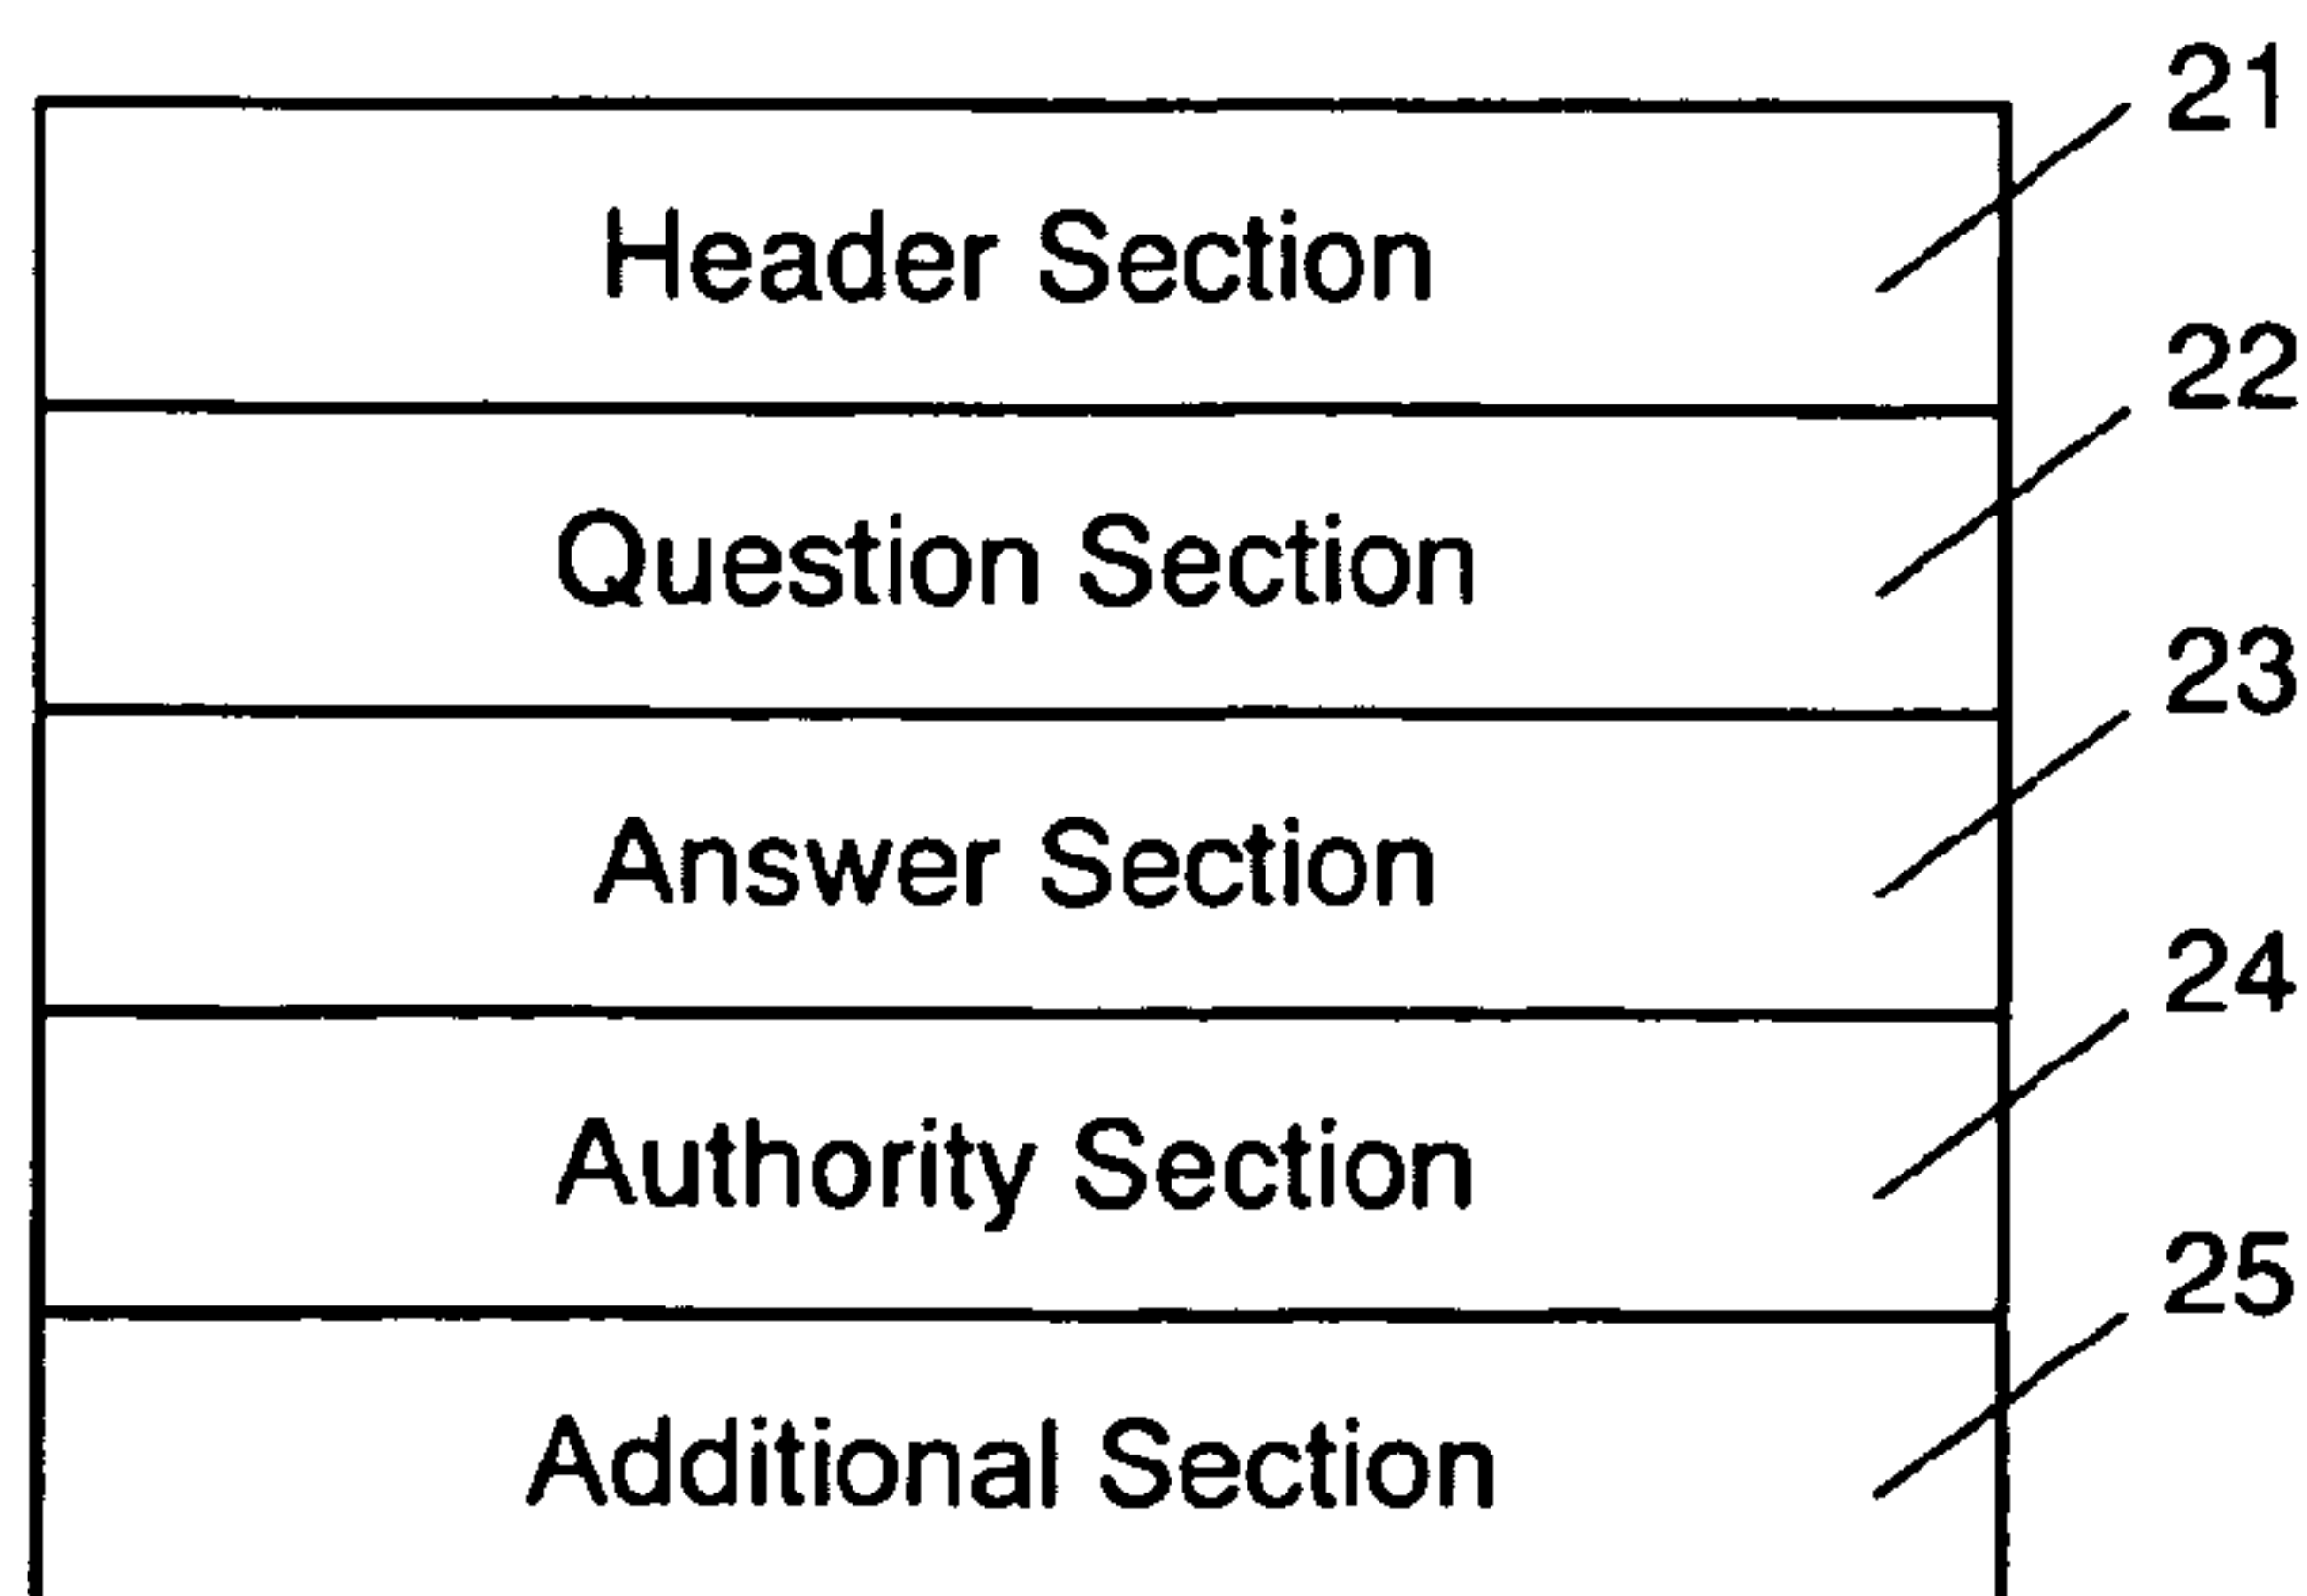 21
Header Section
22
Question Section
23
Answer Section
24
Authority Section
25
Additional Section